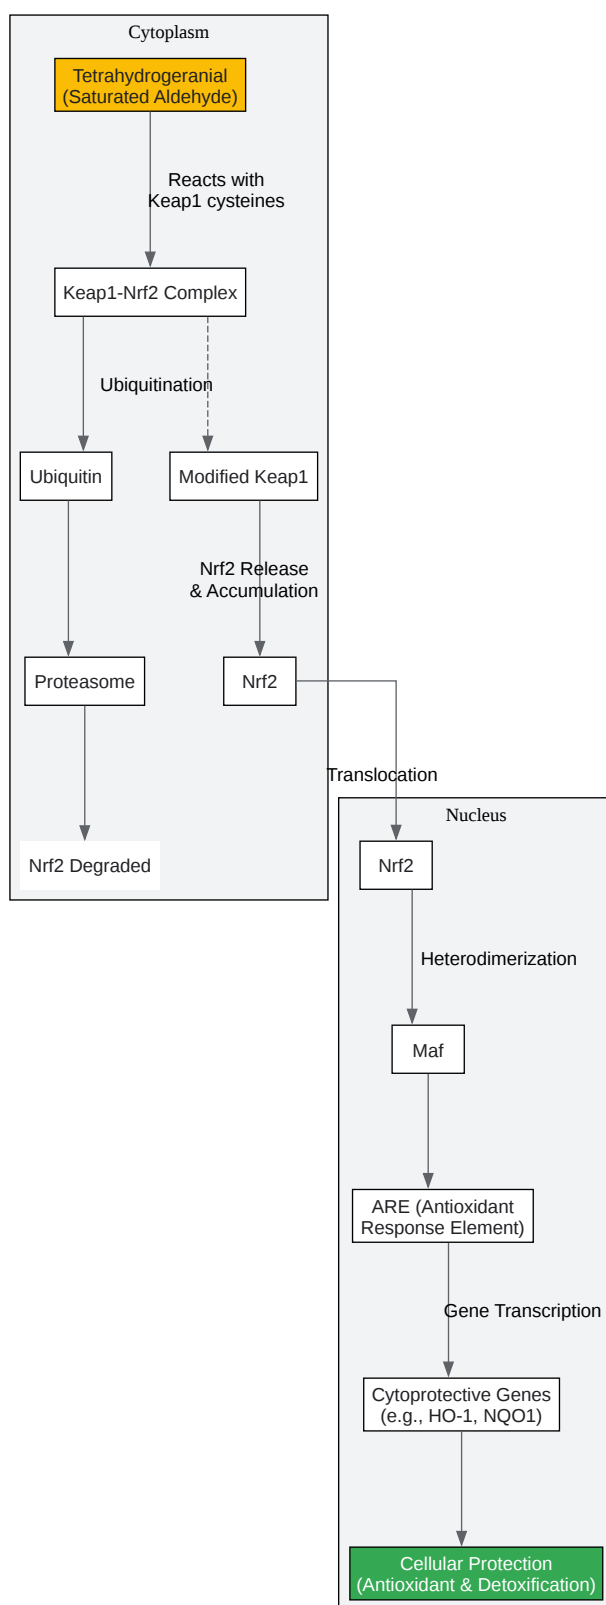 Cytoplasm
Tetrahydrogeranial
(Saturated Aldehyde)
Reacts with
Keap1 cysteines
Keap1-Nrf2 Complex
Ubiquitination
Ubiquitin
Modified Keap1
Nrf2 Release
& Accumulation
Proteasome
Nrf2
Translocation
Nucleus
Nrf2 Degraded
Nrf2
Heterodimerization
Maf
ARE (Antioxidant
Response Element)
Gene Transcription
Cytoprotective Genes
(e.g., HO-1, NQO1)
Cellular Protection
(Antioxidant & Detoxification)